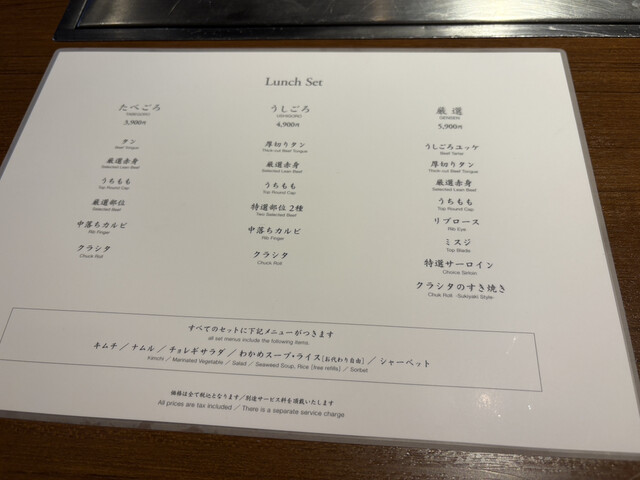 Lunch Set
たべごろ
TABEGORO
3,900円
タン
Beef Tongue
厳選赤身
Selected Lean Beef
うちもも
Top Round Cap
厳選部位
Selected Beef
中落ちカルビ
Rib Finger
クラシタ
Chuck Roll
うしごろ
USHIGORO
4,900円
厚切りタン
Thick-cut Beef Tongue
厳選赤身
Selected Lean Beef
うちもも
Top Round Cap
特選部位2種
Two Selected Beef
中落ちカルビ
Rib Finger
クラシタ
Chuck Roll
厳選
GENSEN
5,900円
うしごろユッケ
Beef Tartar
厚切りタン
Thick-cut Beef Tongue
厳選赤身
Selected Lean Beef
うちもも
Top Round Cap
リブロース
Rib Eye
ミスジ
Top Blade
特選サーロイン
Choice Sirloin
クラシタのすき焼き
Chuk Roll -Sukiyaki Style-
すべてのセットに下記メニューがつきます
all set menus include the following items.
キムチ／ナムル／チョレギサラダ／わかめスープ・ライス[お代わり自由]／シャーベット
Kimchi／Marinated Vegetable／Salad／Seaweed Soup, Rice [free refills]／Sorbet
価格は全て税込となります／別途サービス料を頂戴いたします
All prices are tax included／There is a separate service charge